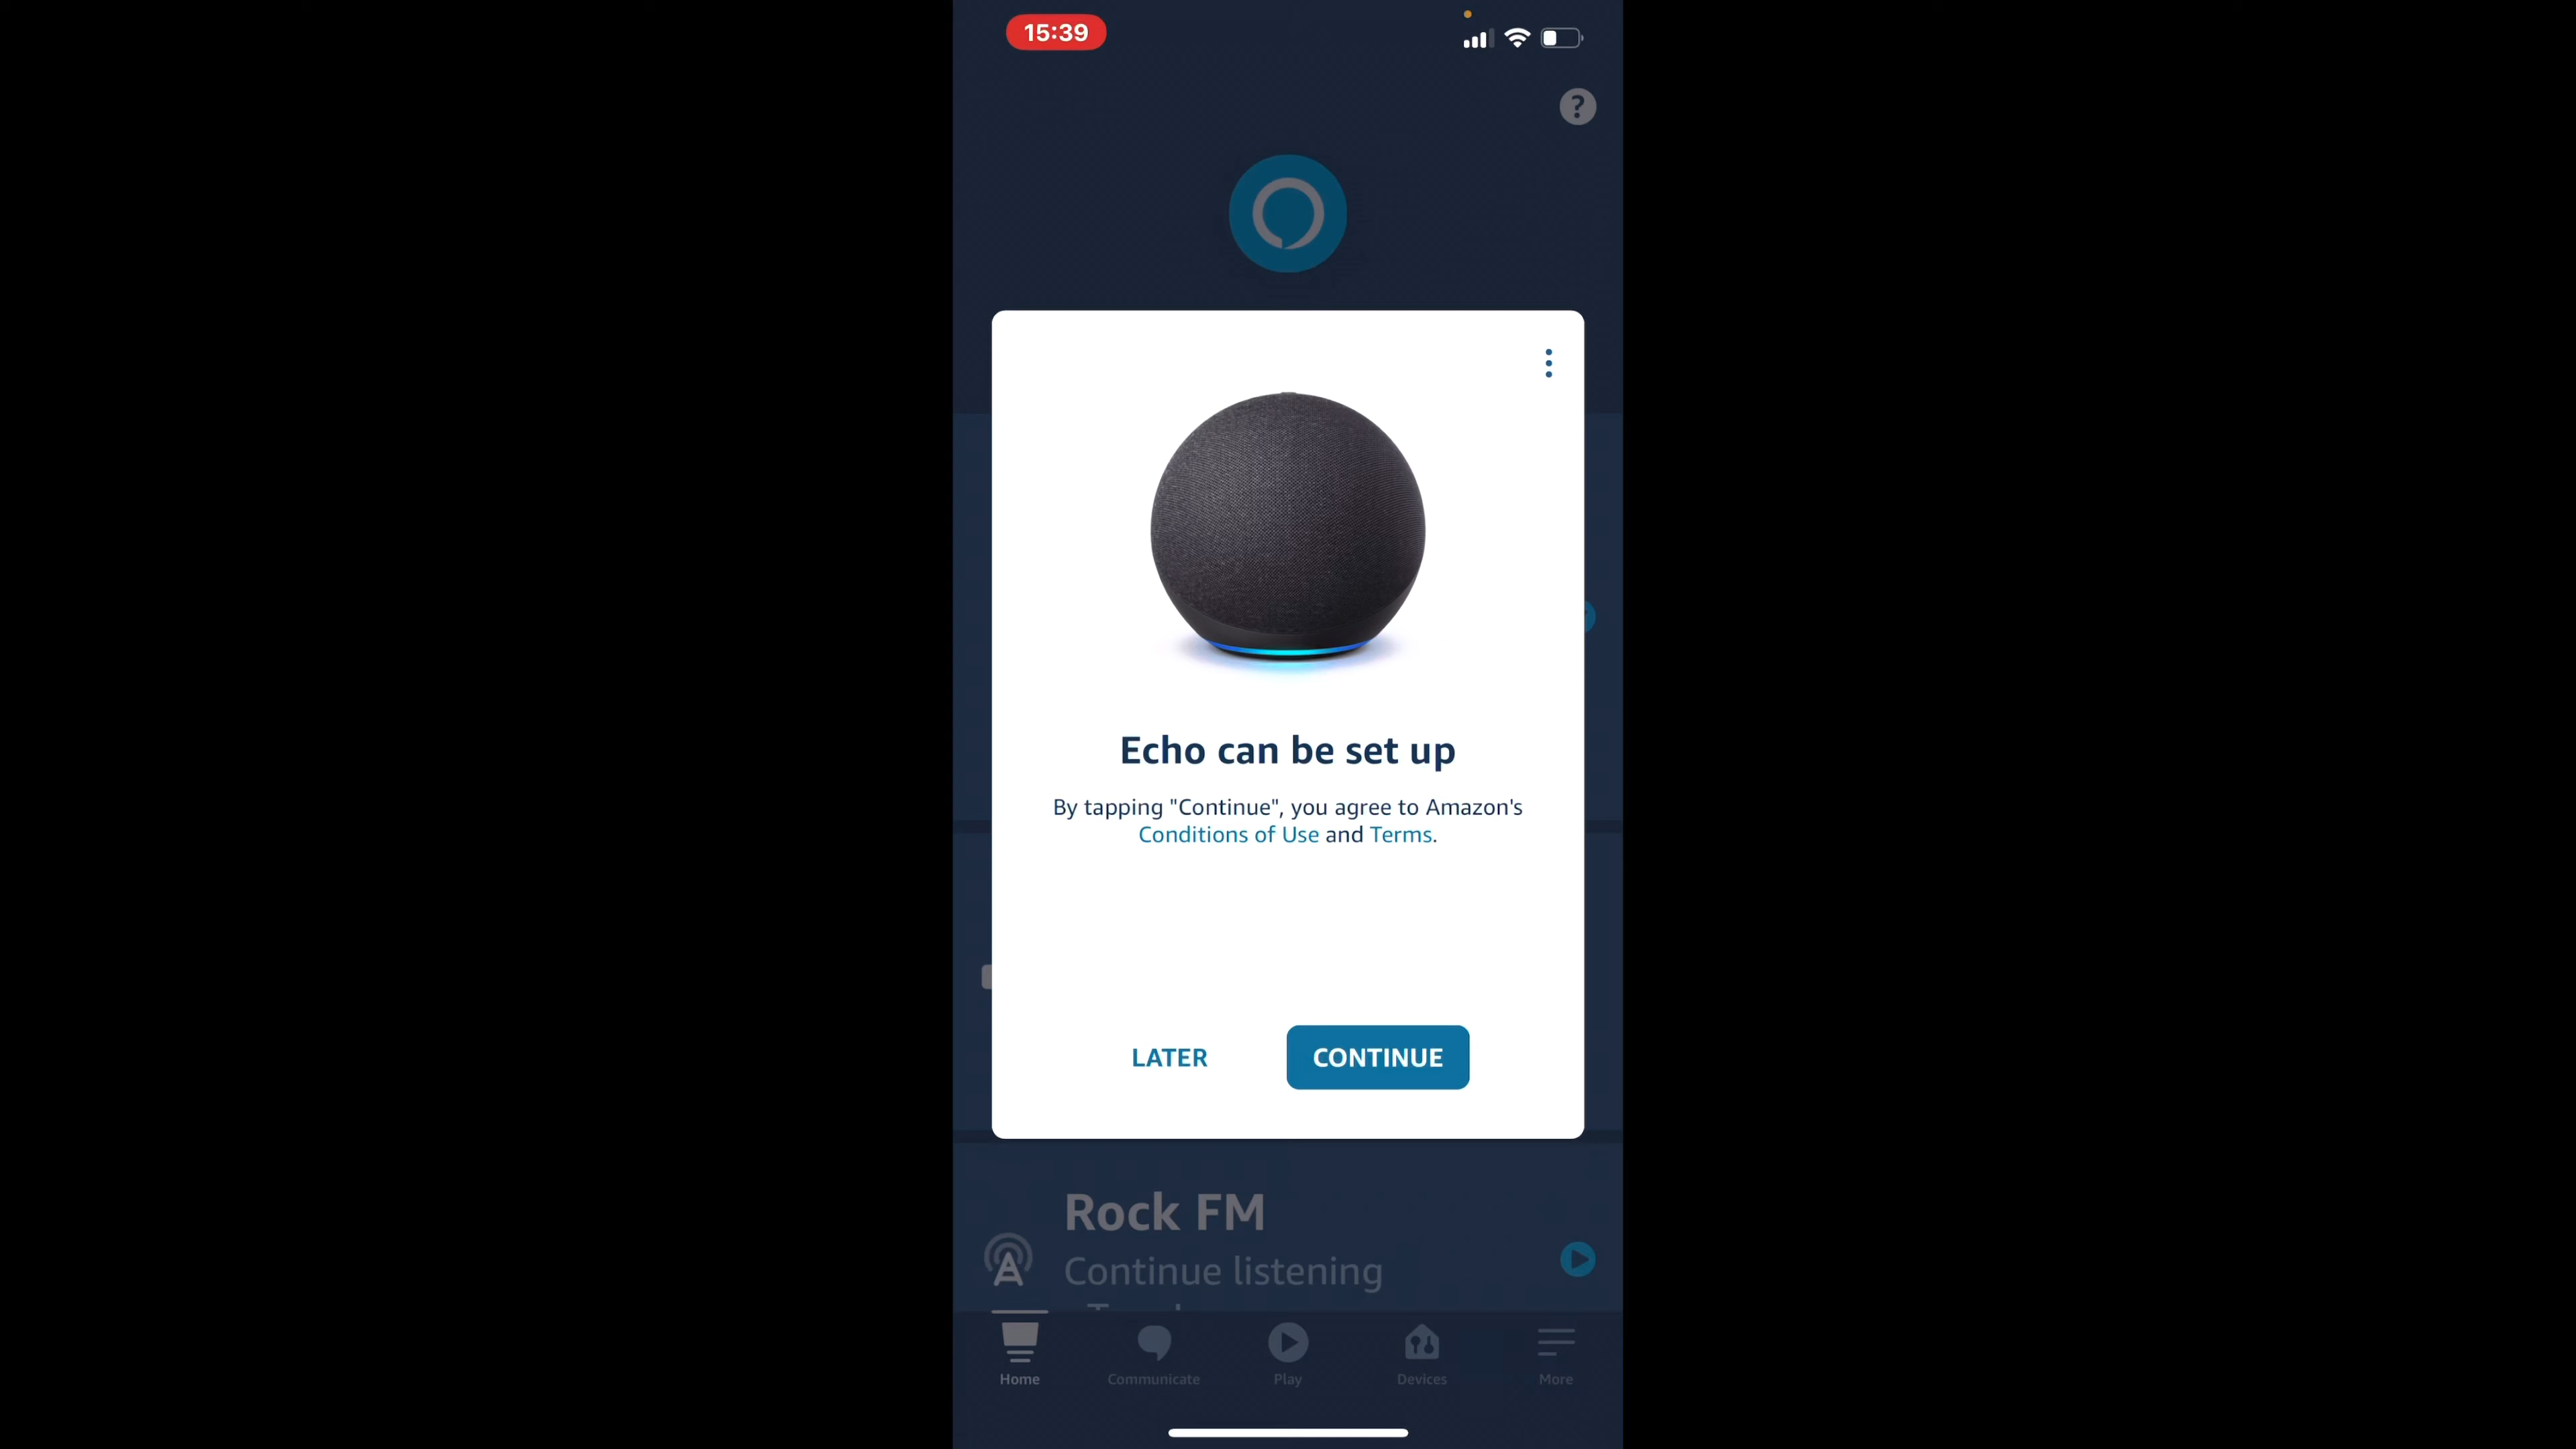 15:39
?
Echo can be set up
By tapping "Continue", you agree to Amazon's
Conditions of Use and Terms.
LATER
CONTINUE
Rock FM
Continue listening
Home
Communicate
Play
Devices
More